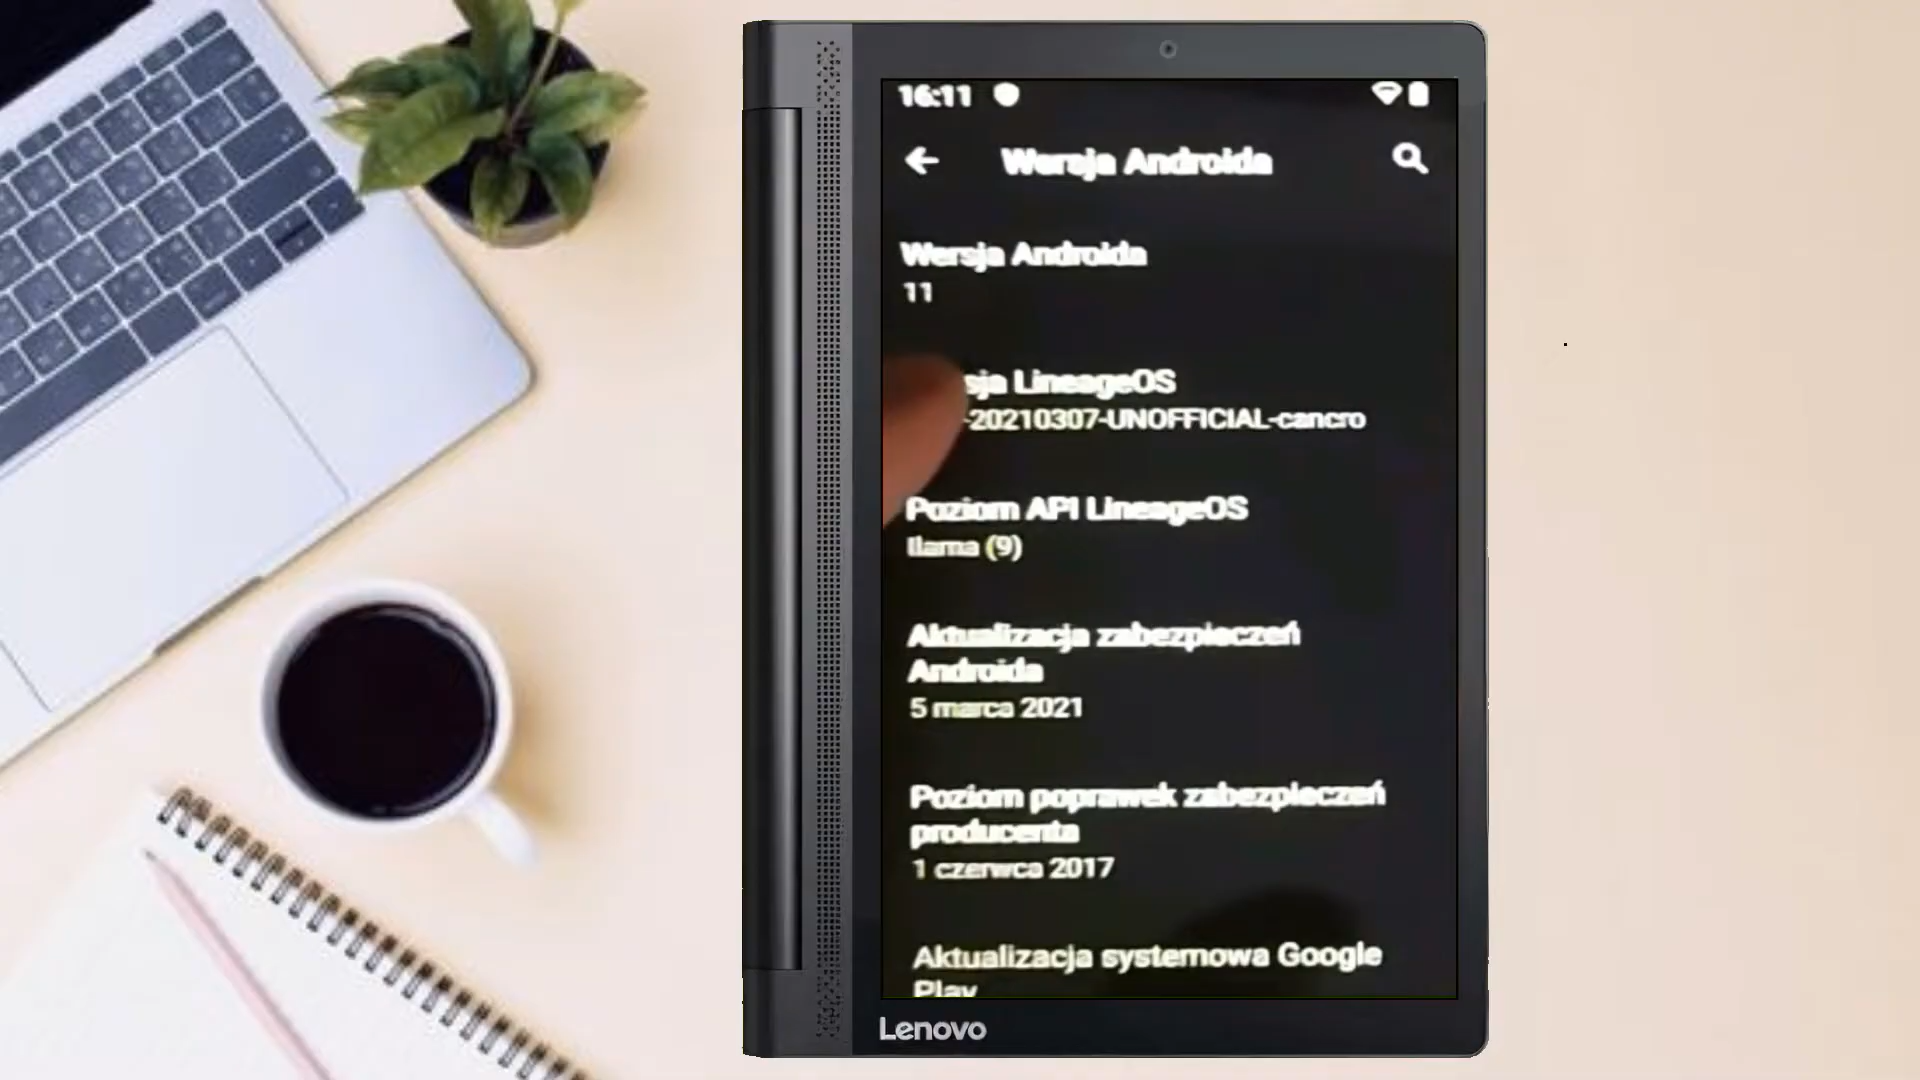 16:11
Wersja Androida
Wersja Androida
11
sja LineageOS
-20210307-UNOFFICIAL-cancro
Poziom API LineageOS
llama (9)
Aktualizacja zabezpieczeń
Androida
5 marca 2021
Poziom poprawek zabezpieczeń
producenta
1 czerwca 2017
Aktualizacja systemowa Google
Play
Lenovo